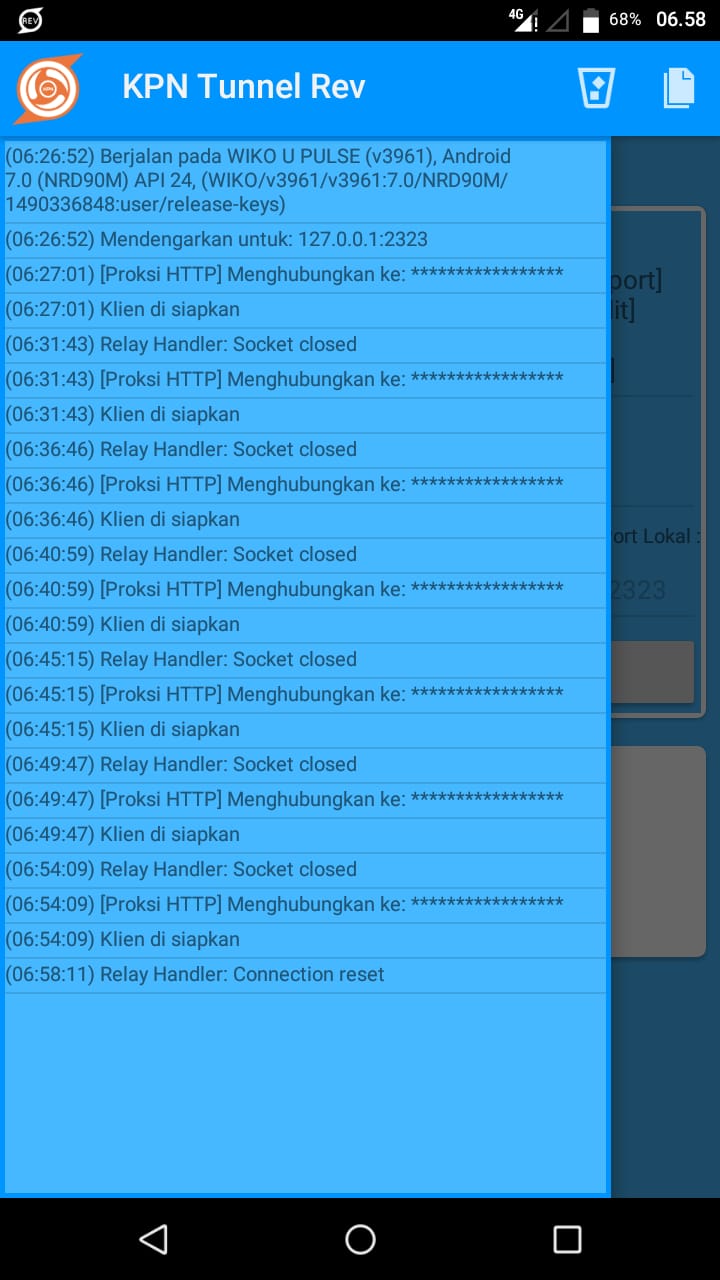 REV
4G
68%
06.58
KPN Tunnel Rev
(06:26:52) Berjalan pada WIKO U PULSE (v3961), Android
7.0 (NRD90M) API 24, (WIKO/v3961/v3961:7.0/NRD90M/
1490336848:user/release-keys)
(06:26:52) Mendengarkan untuk: 127.0.0.1:2323
(06:27:01) [Proksi HTTP] Menghubungkan ke: *****************
(06:27:01) Klien di siapkan
(06:31:43) Relay Handler: Socket closed
(06:31:43) [Proksi HTTP] Menghubungkan ke: *****************
(06:31:43) Klien di siapkan
(06:36:46) Relay Handler: Socket closed
(06:36:46) [Proksi HTTP] Menghubungkan ke: *****************
(06:36:46) Klien di siapkan
(06:40:59) Relay Handler: Socket closed
(06:40:59) [Proksi HTTP] Menghubungkan ke: *****************
(06:40:59) Klien di siapkan
(06:45:15) Relay Handler: Socket closed
(06:45:15) [Proksi HTTP] Menghubungkan ke: *****************
(06:45:15) Klien di siapkan
(06:49:47) Relay Handler: Socket closed
(06:49:47) [Proksi HTTP] Menghubungkan ke: *****************
(06:49:47) Klien di siapkan
(06:54:09) Relay Handler: Socket closed
(06:54:09) [Proksi HTTP] Menghubungkan ke: *****************
(06:54:09) Klien di siapkan
(06:58:11) Relay Handler: Connection reset
port]
it]
]
ort Lokal :
2323